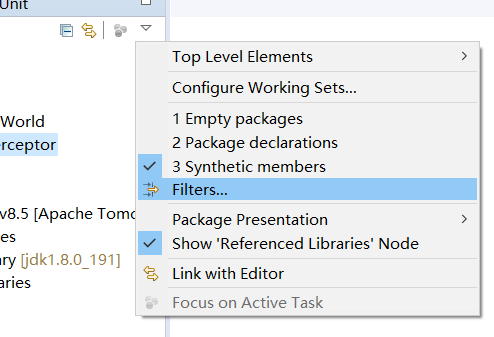 Unit
Top Level Elements
Configure Working Sets...
1 Empty packages
World
2 Package declarations
erceptor
3 Synthetic members
Filters...
v8.5 [Apache Tomc
Package Presentation
es
Show 'Referenced Libraries' Node
ary [jdk1.8.0_191]
Link with Editor
aries
Focus on Active Task